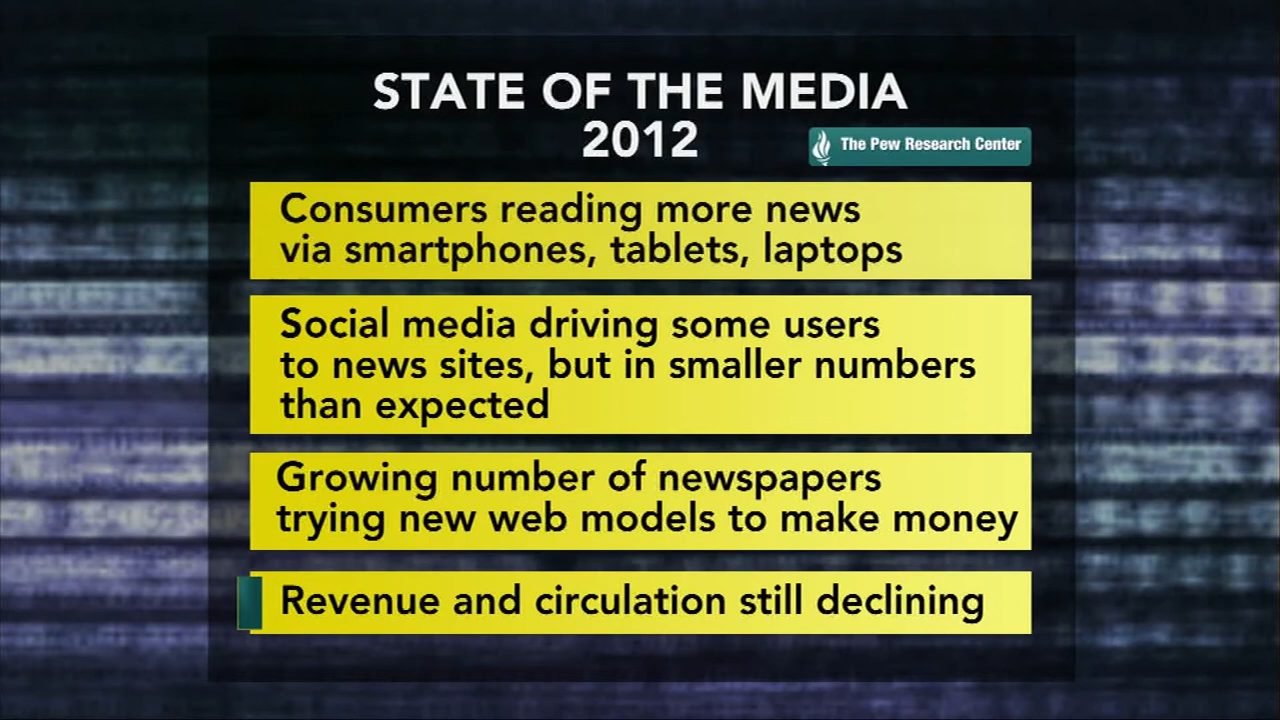 STATE OF THE MEDIA
2012
The Pew Research Center
Consumers reading more news
via smartphones, tablets, laptops
Social media driving some users
to news sites, but in smaller numbers
than expected
Growing number of newspapers
trying new web models to make money
Revenue and circulation still declining